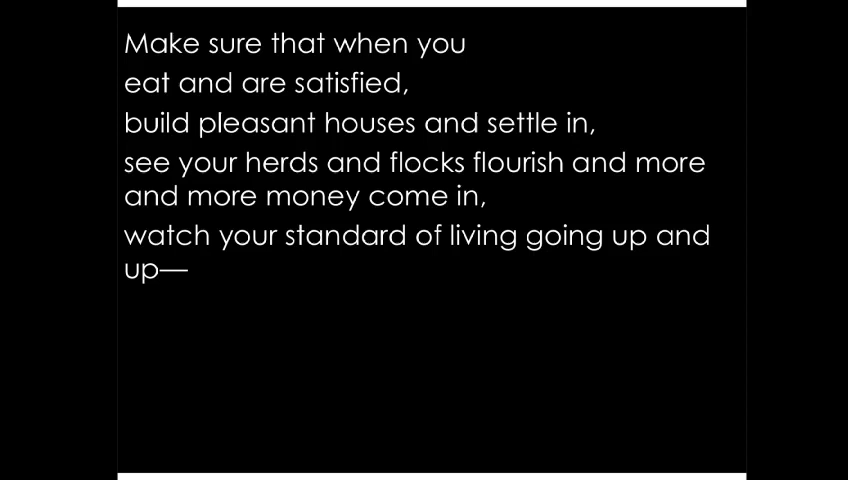 Make sure that when you
eat and are satisfied,
build pleasant houses and settle in,
see your herds and flocks flourish and more
and more money come in,
watch your standard of living going up and
up—